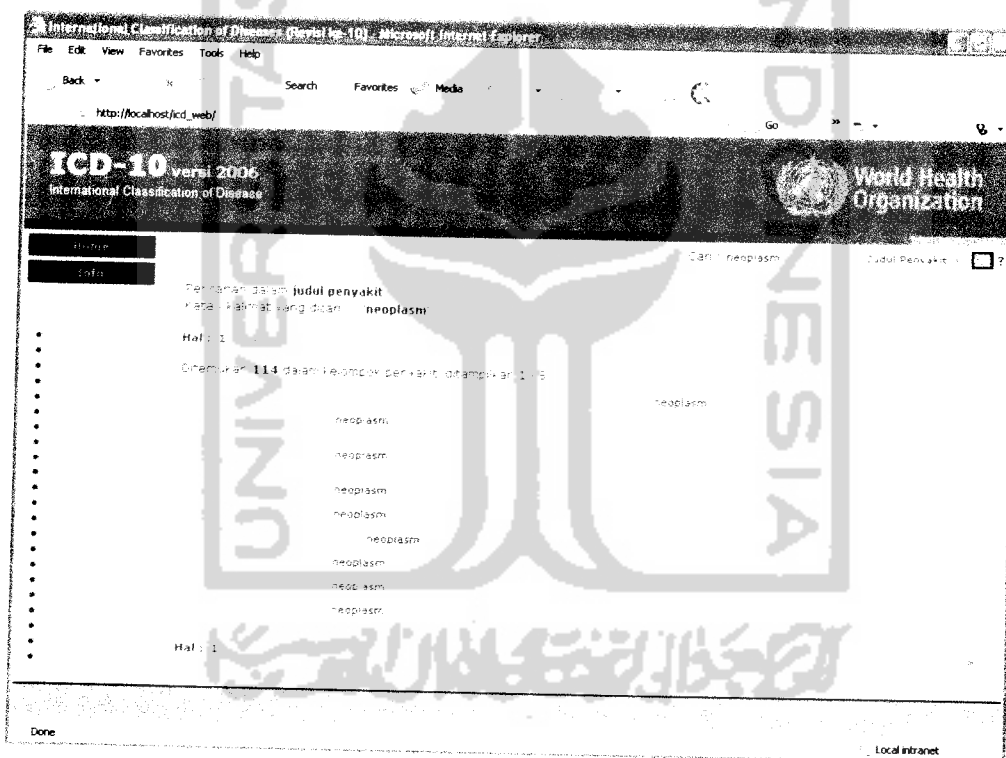 International Classification of Diseases (Revisi ke-10) - Microsoft Internet Explorer
File Edit View Favorites Tools Help
Back Search Favorites Media
http://localhost/icd_web/ Go »
ICD-10 versi 2006
International Classification of Disease
World Health
Organization
Home
Info
Cari : neoplasm Judul Penyakit ?
Pencarian dalam judul penyakit
Kata / kalimat yang dicari neoplasm
Hal : 1
Ditemukan 114 dalam kelompok penyakit, ditampilkan 1 - 9
neoplasm
neoplasm
neoplasm
neoplasm
neoplasm
neoplasm
neoplasm
neoplasm
neoplasm
Hal : 1
Done Local intranet
UNIVERSITAS
INDONESIA